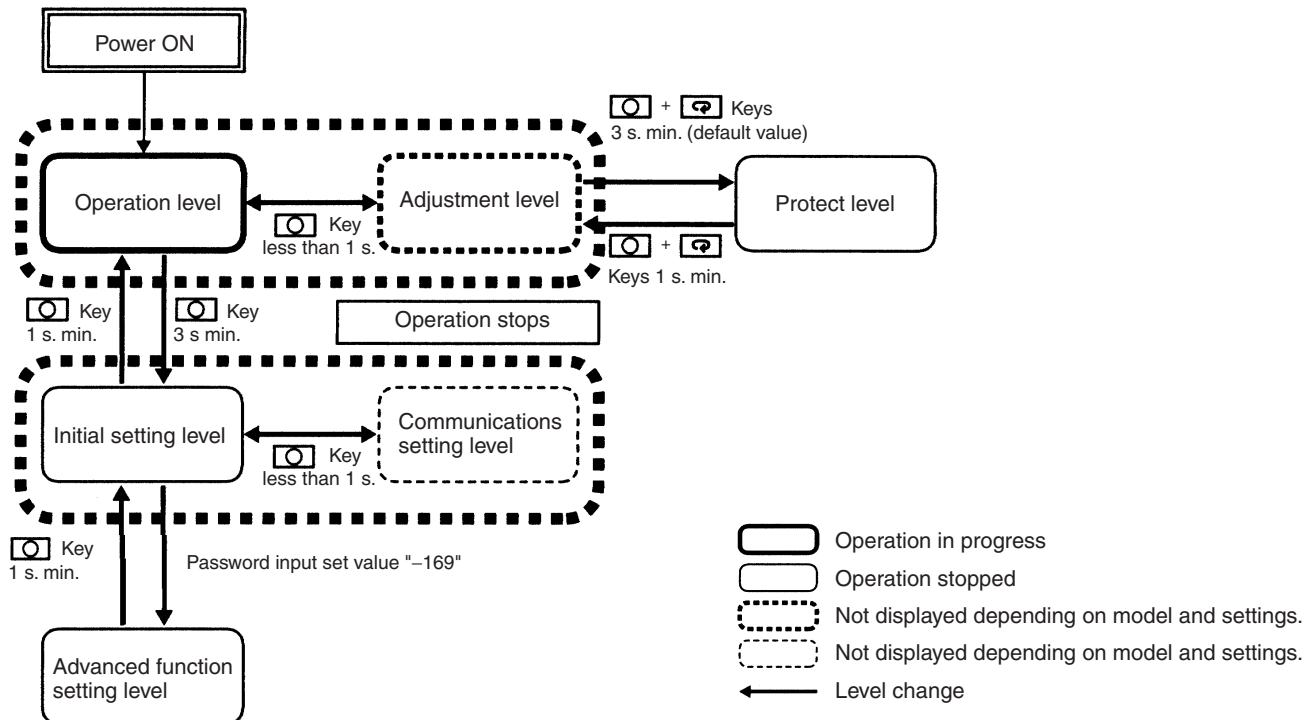 Power ON
+ Keys
3 s. min. (default value)
Operation level
Adjustment level
Protect level
Key
less than 1 s.
+
Keys 1 s. min.
Key
1 s. min.
Key
3 s min.
Operation stops
Initial setting level
Communications
setting level
Key
less than 1 s.
Key
1 s. min.
Password input set value "–169"
Advanced function
setting level
Operation in progress
Operation stopped
Not displayed depending on model and settings.
Not displayed depending on model and settings.
Level change